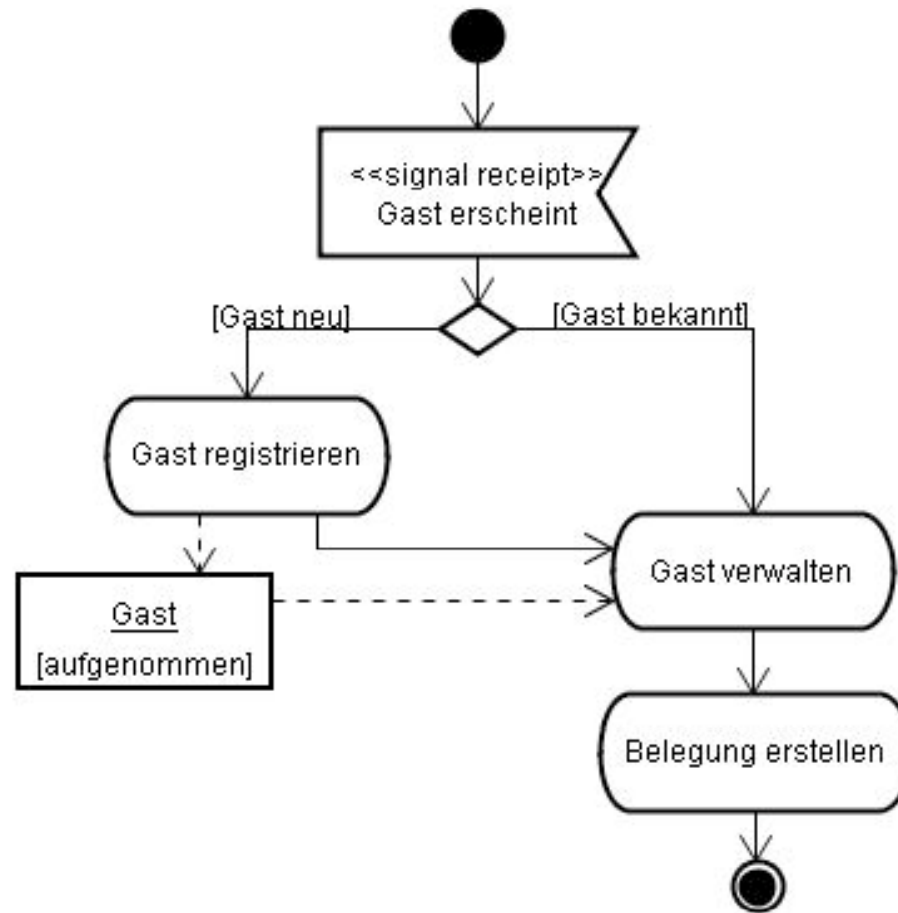 <<signal receipt>>
Gast erscheint
[Gast neu]
[Gast bekannt]
Gast registrieren
Gast verwalten
Gast
[aufgenommen]
Belegung erstellen